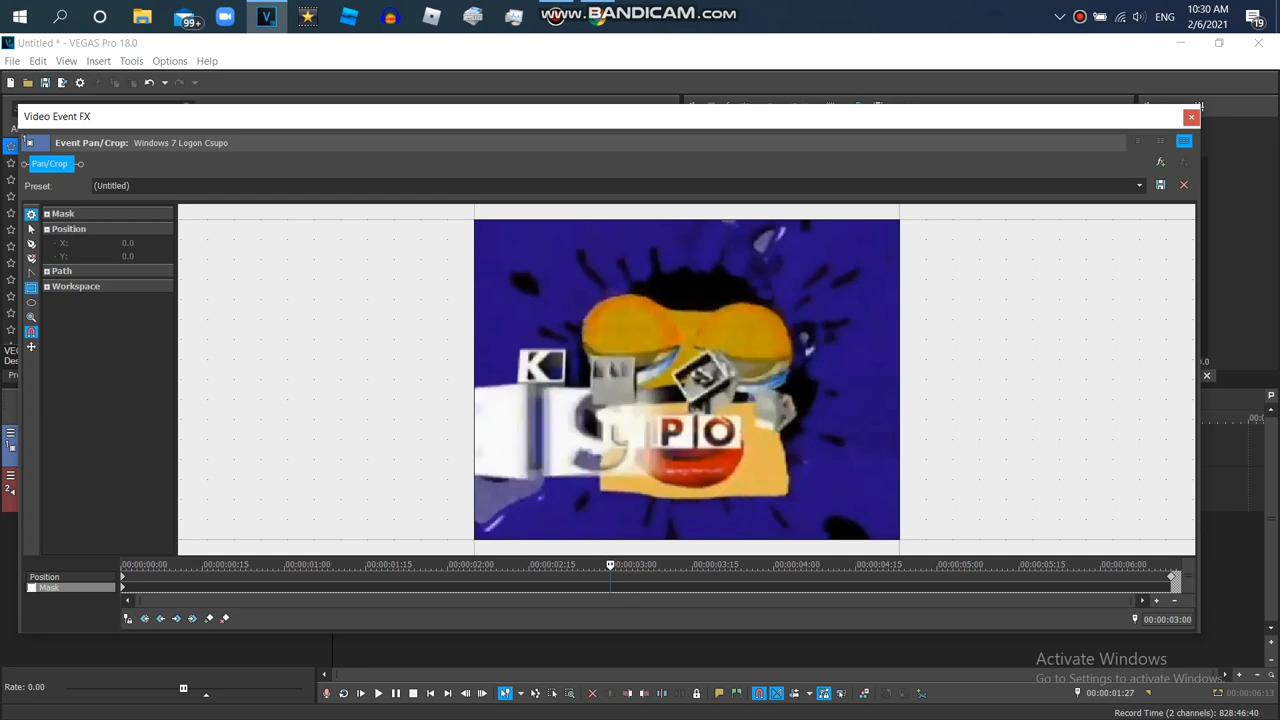 99+
www.BANDICAM.com
ENG
10:30 AM
2/6/2021
19
Untitled * - VEGAS Pro 18.0
File Edit View Insert Tools Options Help
Video Event FX
Event Pan/Crop: Windows 7 Logon Csupo
Pan/Crop
Preset: (Untitled)
Mask
Position
X: 0.0
Y: 0.0
Path
Workspace
K
PO
00:00:00:00 00:00:00:15 00:00:01:00 00:00:01:15 00:00:02:00 00:00:02:15 00:00:03:00 00:00:03:15 00:00:04:00 00:00:04:15 00:00:05:00 00:00:05:15 00:00:06:00
Position
Mask
00:00:03:00
Activate Windows
Go to Settings to activate Windows.
Rate: 0.00
00:00:01:27
00:00:06:13
Record Time (2 channels): 828:46:40